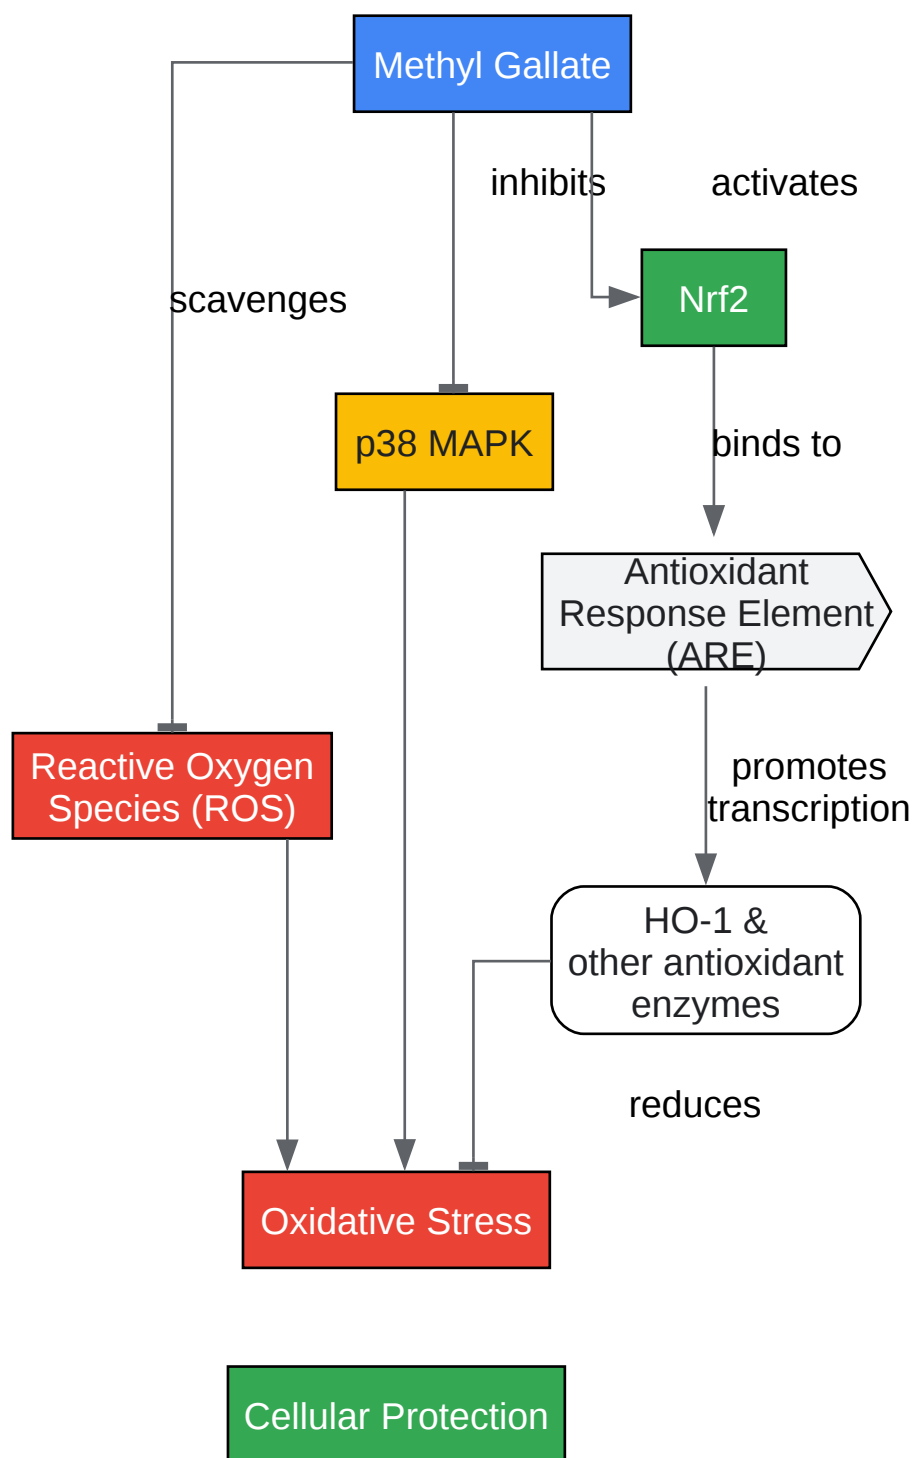 Methyl Gallate
inhibits
activates
scavenges
Nrf2
p38 MAPK
binds to
Antioxidant
Response Element
(ARE)
Reactive Oxygen
Species (ROS)
promotes
transcription
HO-1 &
other antioxidant
enzymes
reduces
Oxidative Stress
Cellular Protection